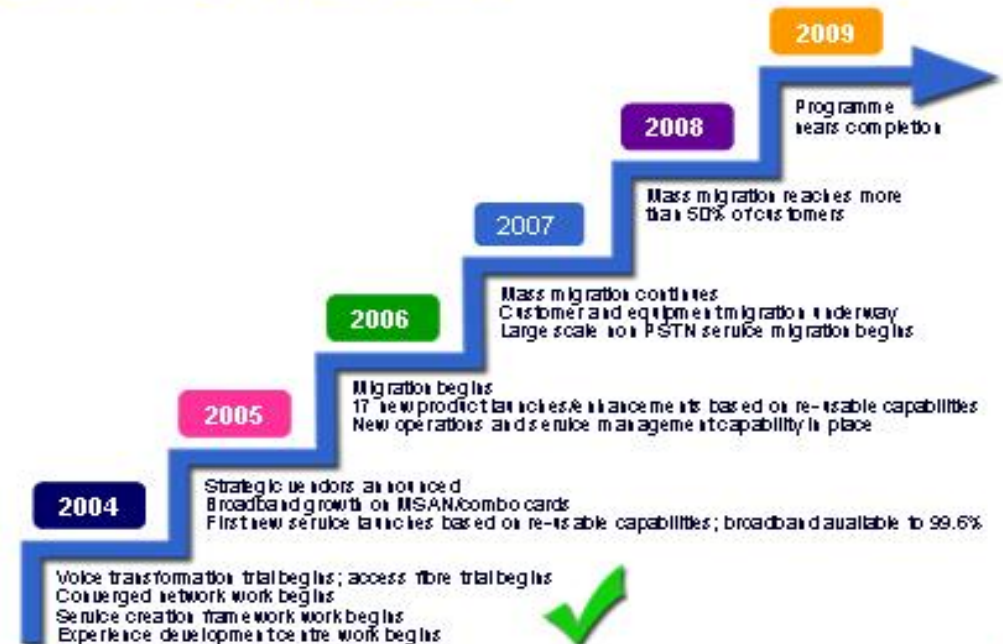 2009
Programme
nears completion
2008
Mass migration reaches more
than 50% of customers
2007
Mass migration continues
Customer and equipment migration underway
Large scale non PSTN service migration begins
2006
Migration begins
17 new product launches/enhancements based on re-usable capabilities
New operations and service management capability in place
2005
Strategic vendors announced
Broadband growth on MSAN/combo cards
First new service launches based on re-usable capabilities; broadband available to 99.6%
2004
Voice transformation trial begins; access fibre trial begins
Converged network work begins
Service creation framework work begins
Experience development centre work begins